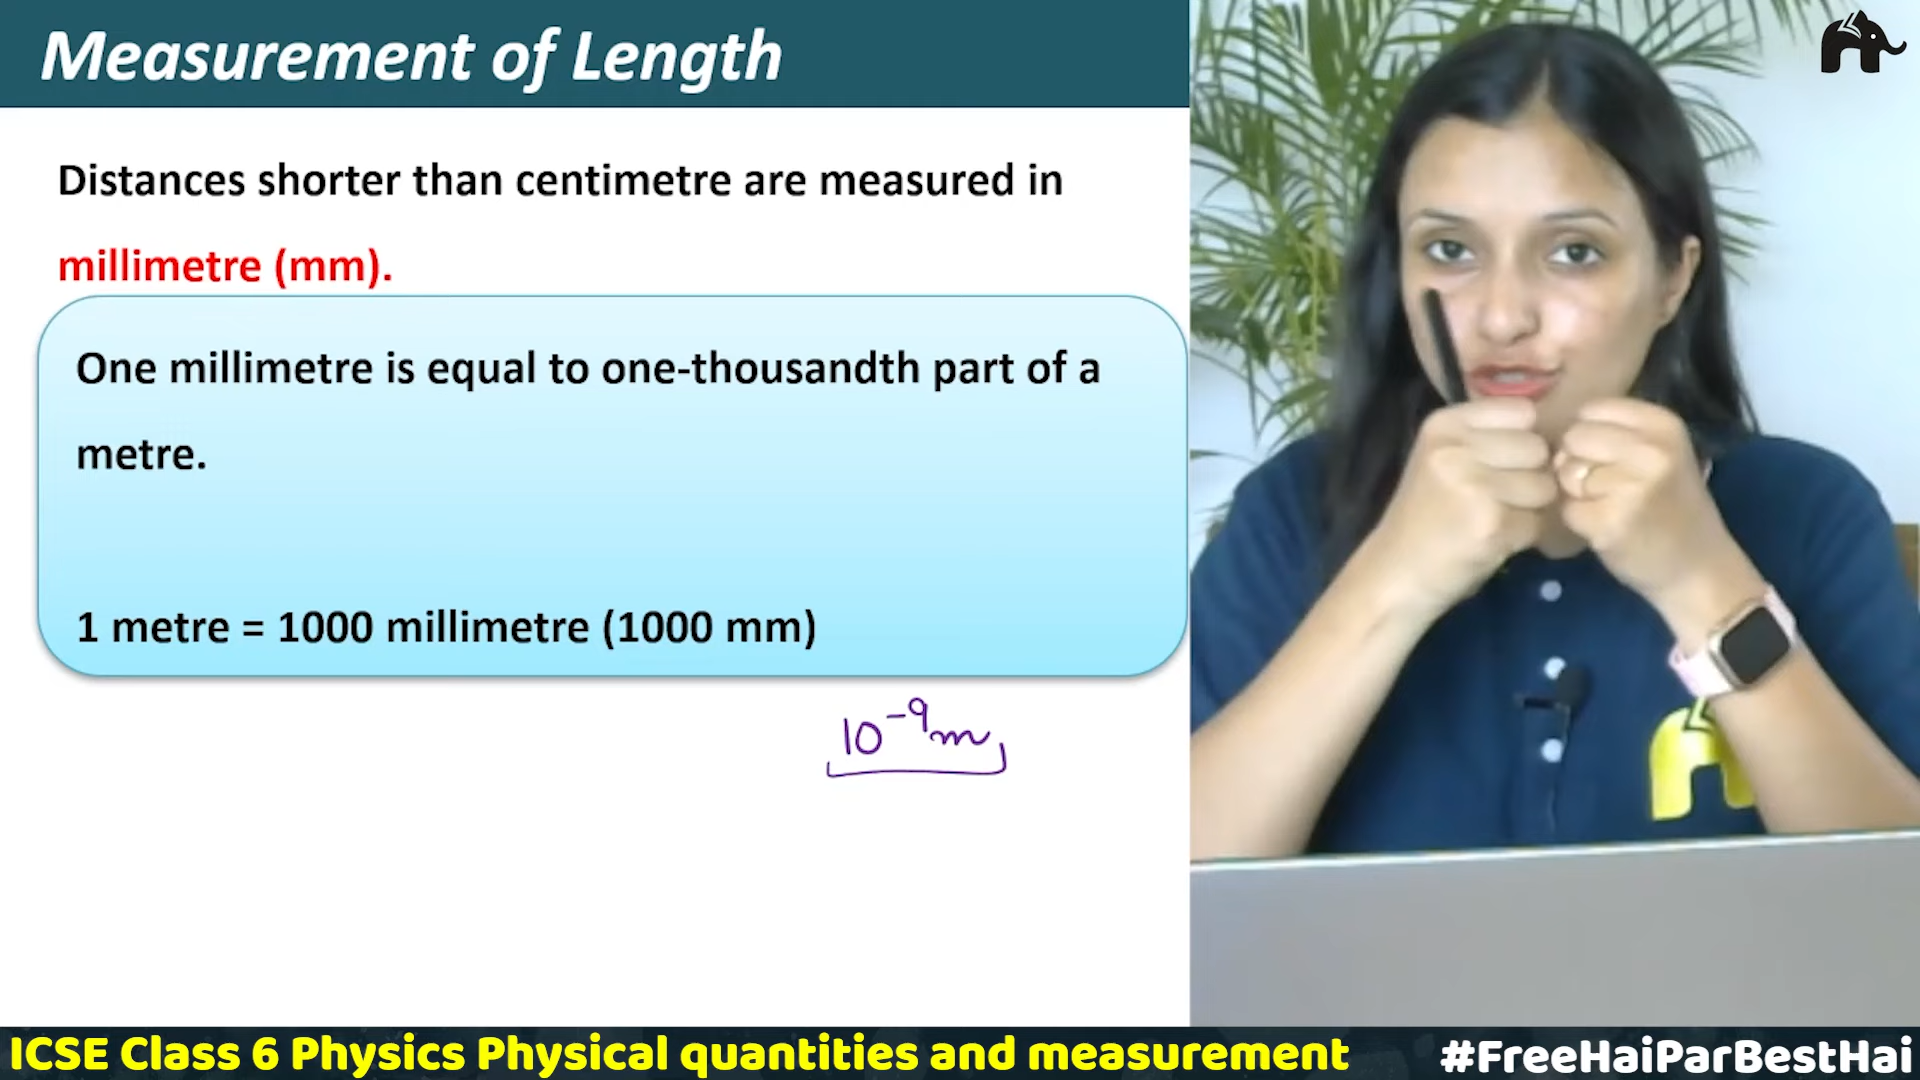 Measurement of Length
Distances shorter than centimetre are measured in
millimetre (mm).
One millimetre is equal to one-thousandth part of a
metre.
1 metre = 1000 millimetre (1000 mm)
10⁻⁹m
ICSE Class 6 Physics Physical quantities and measurement
#FreeHaiParBestHai